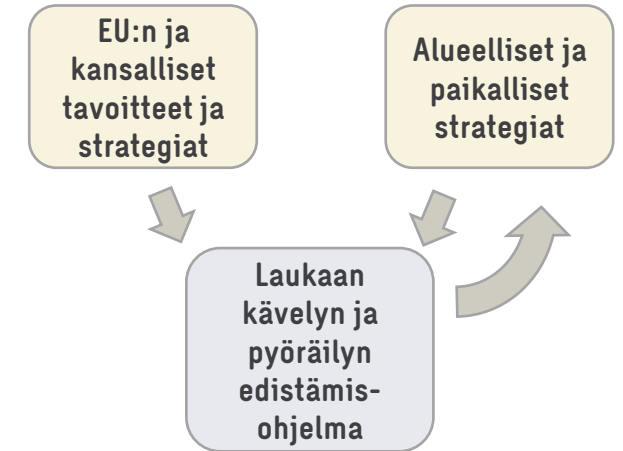 EU:n ja
kansalliset
tavoitteet ja
strategiat
Alueelliset ja
paikalliset
strategiat
Laukaan
kävelyn ja
pyöräilyn
edistämis-
ohjelma